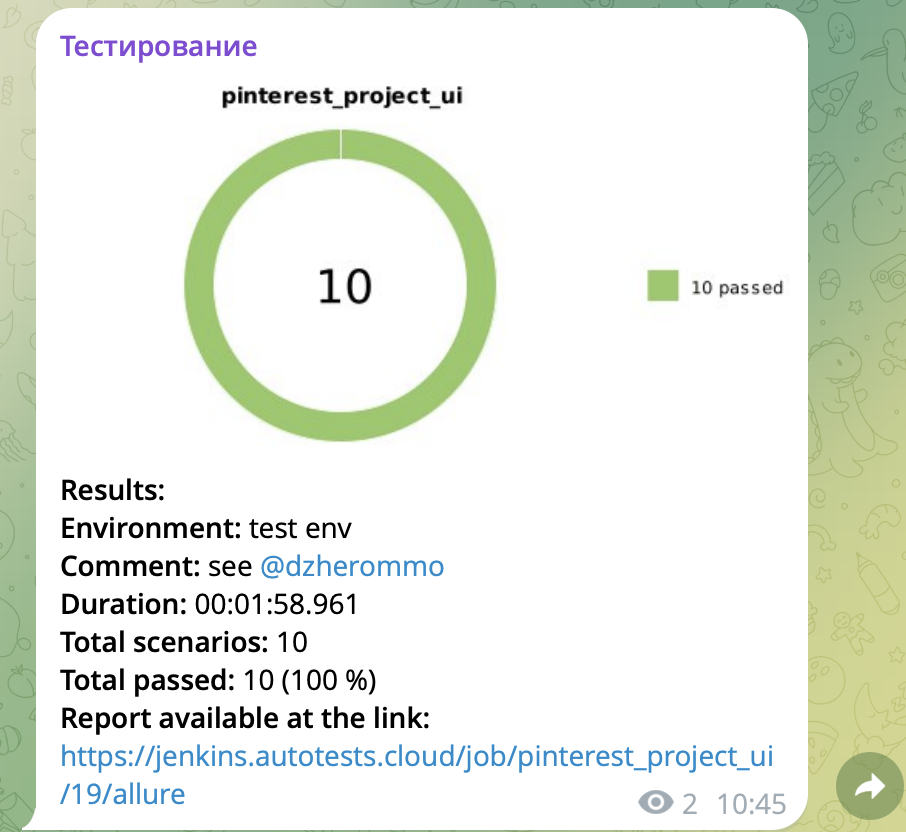 Тестирование
pinterest_project_ui
10
10 passed
Results:
Environment: test env
Comment: see @dzherommo
Duration: 00:01:58.961
Total scenarios: 10
Total passed: 10 (100 %)
Report available at the link:
https://jenkins.autotests.cloud/job/pinterest_project_ui
/19/allure
2 10:45